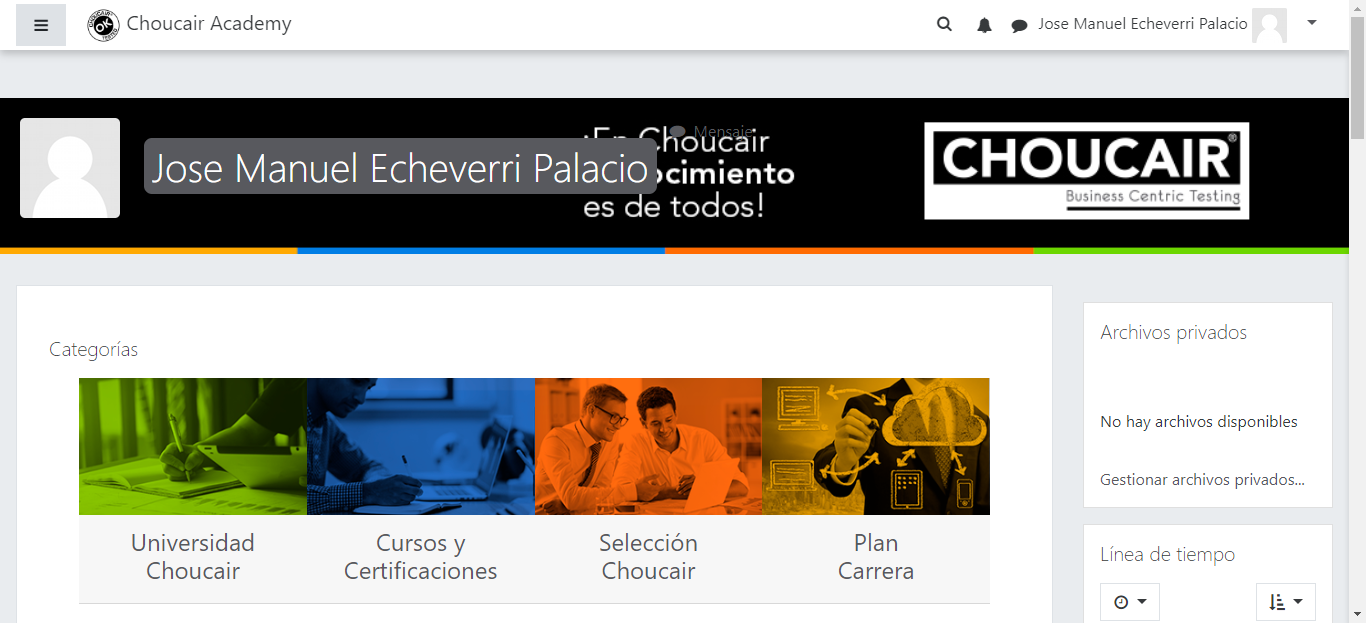 Choucair Academy
Jose Manuel Echeverri Palacio
Mensaje
Jose Manuel Echeverri Palacio
¡En Choucair
ocimiento
es de todos!
CHOUCAIR®
Business Centric Testing
Categorías
Universidad
Choucair
Cursos y
Certificaciones
Selección
Choucair
Plan
Carrera
Archivos privados
No hay archivos disponibles
Gestionar archivos privados...
Línea de tiempo